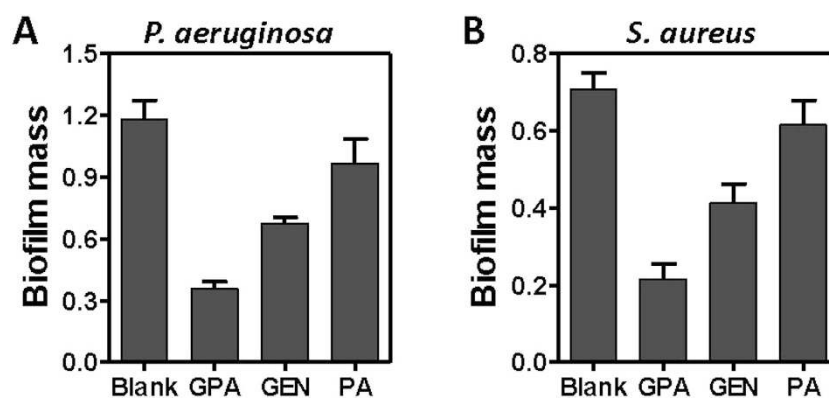 A
P. aeruginosa
Biofilm mass
1.5
1.2
0.9
0.6
0.3
0.0
Blank GPA GEN PA
B
S. aureus
Biofilm mass
0.8
0.6
0.4
0.2
0.0
Blank GPA GEN PA